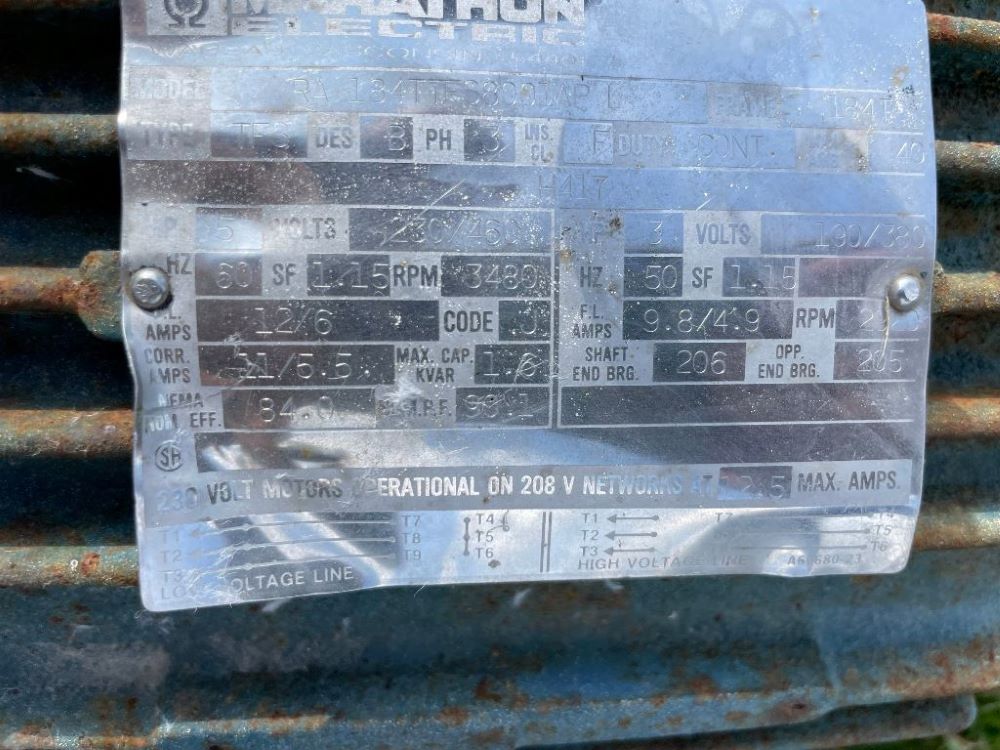 MARATHON
ELECTRIC
MODEL FRAME
TYPE TFS DES B PH 3 INS. CL. F DUTY CONT. 40
H417
5 VOLTS 230/460 3 VOLTS 190/380
HZ 60 SF 1.15 RPM 3480 HZ 50 SF 1.15
F.L. AMPS 12/6 CODE J F.L. AMPS 9.8/4.9 RPM
CORR. AMPS 11/5.5 MAX. CAP. KVAR 1.6 SHAFT END BRG. 206 OPP. END BRG. 205
NEMA NOM. EFF. 84.0
SA
230 VOLT MOTORS OPERATIONAL ON 208 V NETWORKS AT 12.5 MAX. AMPS.
T1 T7 T4 T1 T7
T2 T8 T5 T2 T5
T3 T9 T6 T3 T6
LOW VOLTAGE LINE HIGH VOLTAGE LINE